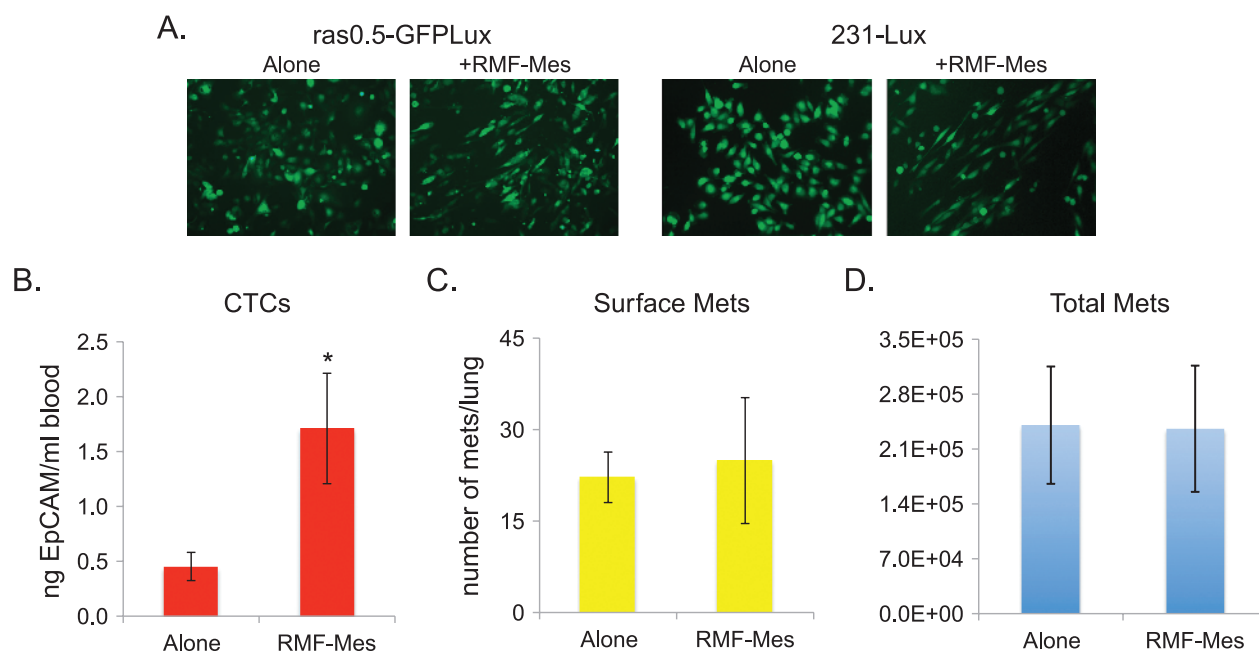 A.
ras0.5-GFPLux
231-Lux
Alone
+RMF-Mes
Alone
+RMF-Mes
B.
CTCs
ng EpCAM/ml blood
2.5
2.0
1.5
1.0
0.5
0.0
*
Alone
RMF-Mes
C.
Surface Mets
number of mets/lung
45
30
15
0
Alone
RMF-Mes
D.
Total Mets
3.5E+05
2.8E+05
2.1E+05
1.4E+05
7.0E+04
0.0E+00
Alone
RMF-Mes